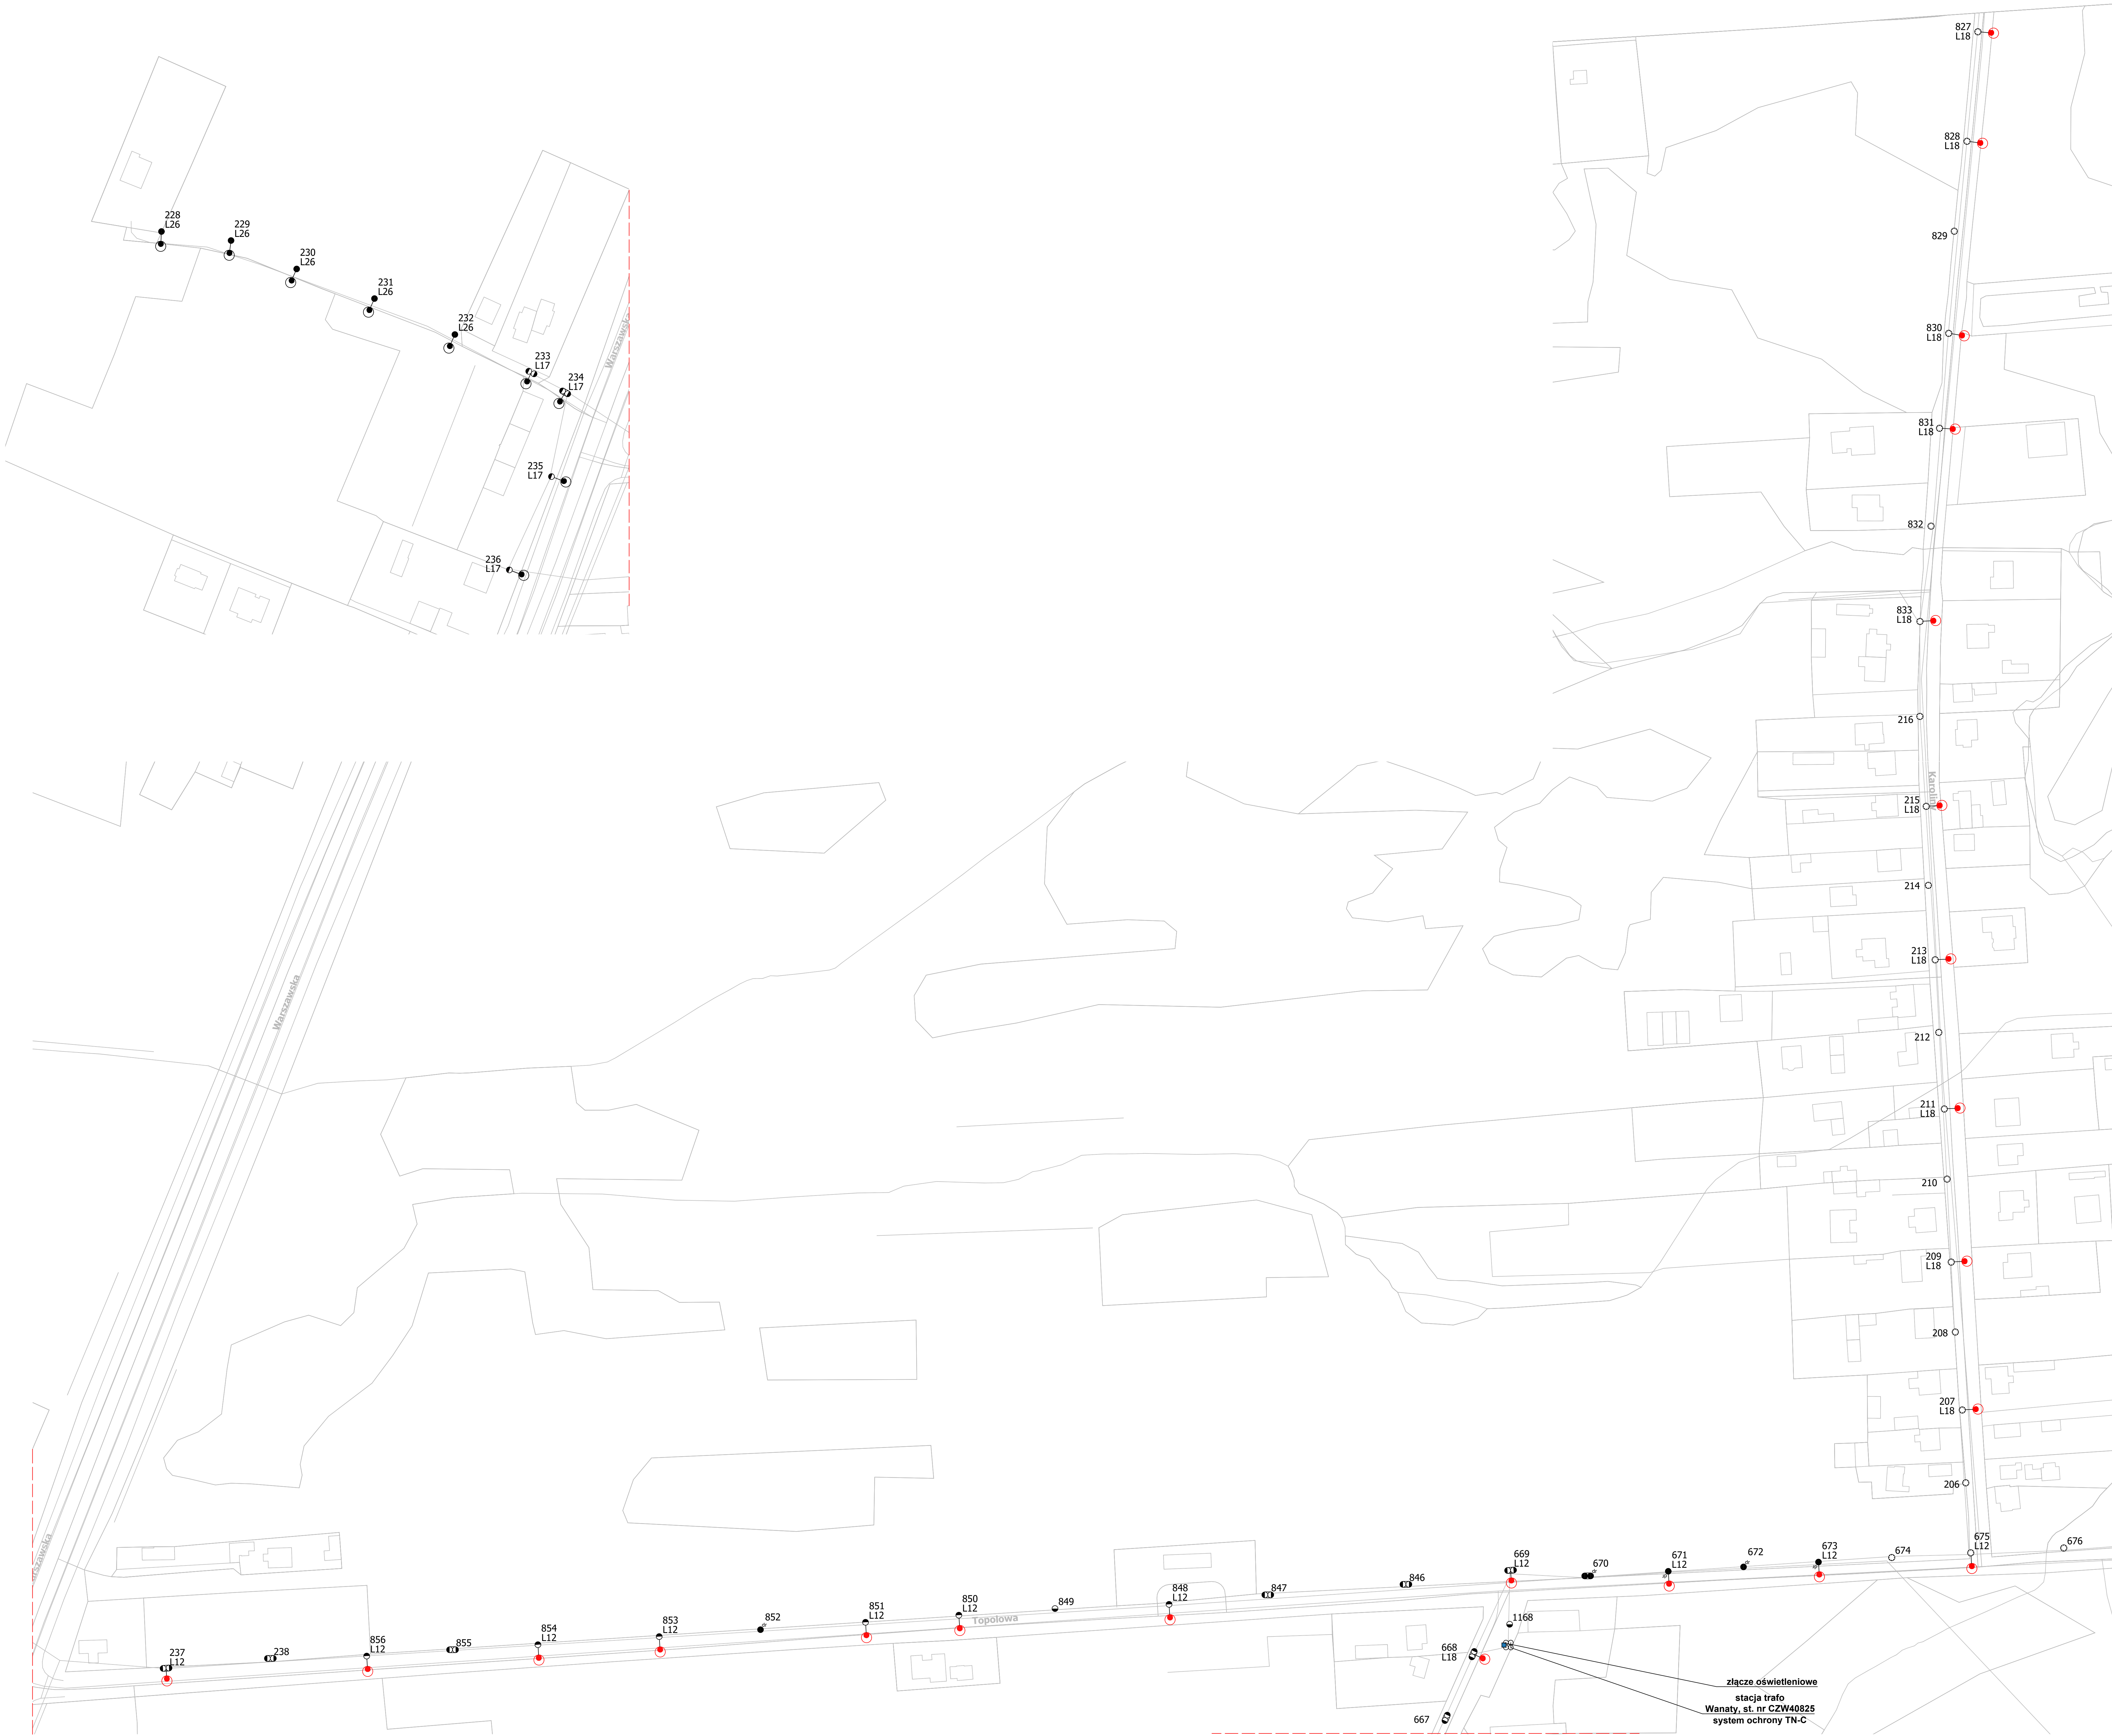 827
L18
828
L18
228
L26
229
L26
829
230
L26
231
L26
232
L26
Warszawska
830
L18
233
L17
234
L17
831
L18
235
L17
832
236
L17
833
L18
216
Karolin
215
L18
214
213
L18
Warszawska
212
211
L18
210
209
L18
208
207
L18
206
675
L12
676
674
673
L12
672
671
L12
670
669
L12
846
847
848
L12
849
850
L12
851
L12
852
853
L12
854
L12
855
856
L12
238
237
L12
Topolowa
1168
668
L18
667
złącze oświetleniowe
stacja trafo
Wanaty, st. nr CZW40825
system ochrony TN-C